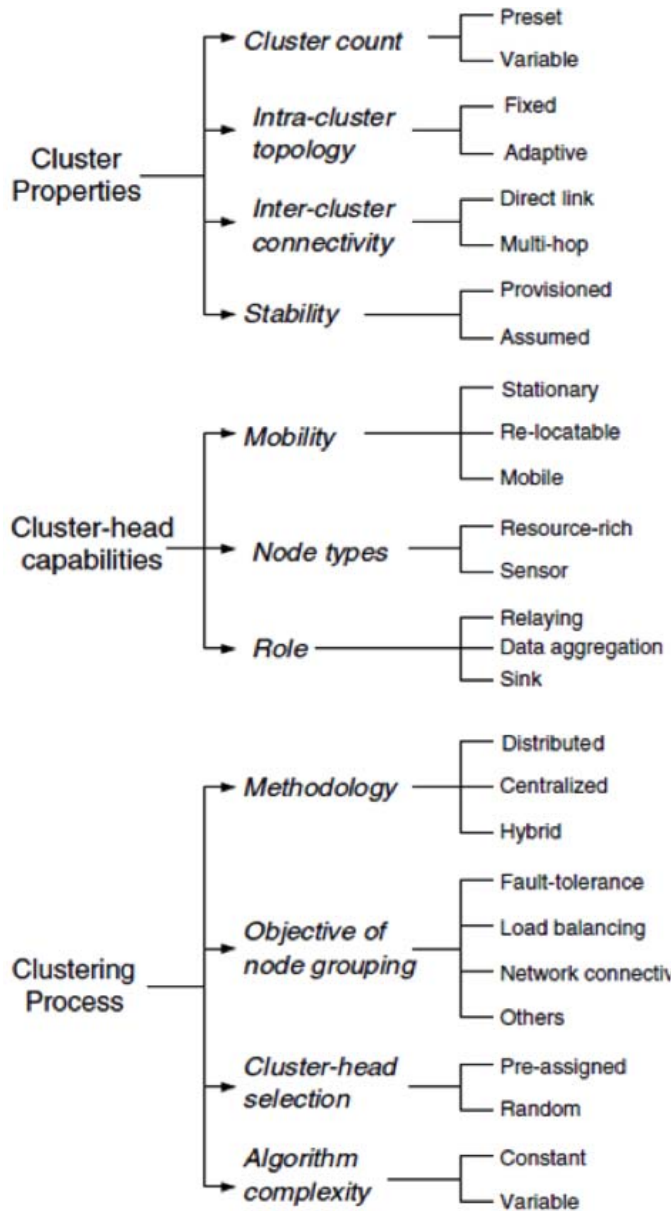 Cluster count
Preset
Variable
Cluster
Properties
Intra-cluster
topology
Fixed
Adaptive
Inter-cluster
connectivity
Direct link
Multi-hop
Stability
Provisioned
Assumed
Cluster-head
capabilities
Mobility
Stationary
Re-locatable
Mobile
Node types
Resource-rich
Sensor
Role
Relaying
Data aggregation
Sink
Clustering
Process
Methodology
Distributed
Centralized
Hybrid
Objective of
node grouping
Fault-tolerance
Load balancing
Network connectiv
Others
Cluster-head
selection
Pre-assigned
Random
Algorithm
complexity
Constant
Variable